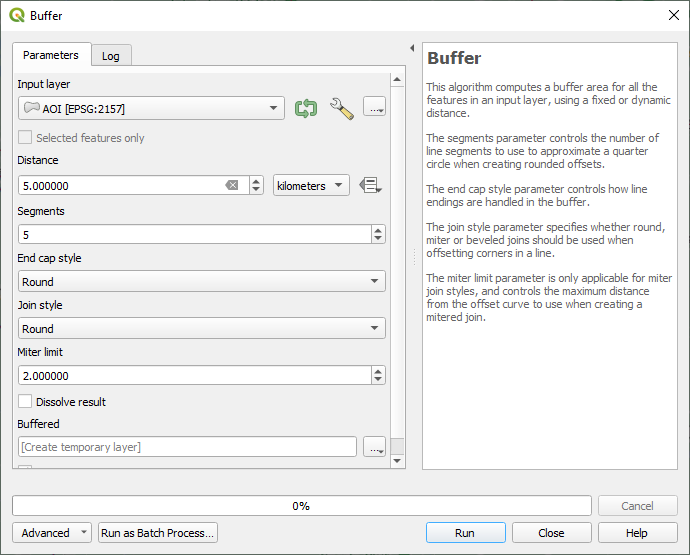 Buffer
Parameters
Log
Input layer
AOI [EPSG:2157]
...
Selected features only
Distance
5.000000
kilometers
Segments
5
End cap style
Round
Join style
Round
Miter limit
2.000000
Dissolve result
Buffered
[Create temporary layer]
...
Buffer
This algorithm computes a buffer area for all the
features in an input layer, using a fixed or dynamic
distance.
The segments parameter controls the number of
line segments to use to approximate a quarter
circle when creating rounded offsets.
The end cap style parameter controls how line
endings are handled in the buffer.
The join style parameter specifies whether round,
miter or beveled joins should be used when
offsetting corners in a line.
The miter limit parameter is only applicable for miter
join styles, and controls the maximum distance
from the offset curve to use when creating a
mitered join.
0%
Cancel
Advanced
Run as Batch Process...
Run
Close
Help